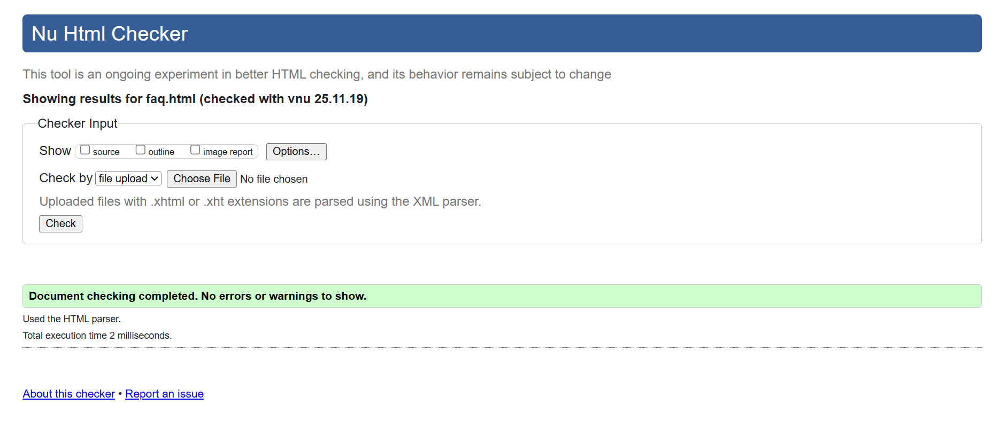 Nu Html Checker
This tool is an ongoing experiment in better HTML checking, and its behavior remains subject to change
Showing results for faq.html (checked with vnu 25.11.19)
Checker Input
Show source outline image report Options…
Check by file upload Choose File No file chosen
Uploaded files with .xhtml or .xht extensions are parsed using the XML parser.
Check
Document checking completed. No errors or warnings to show.
Used the HTML parser.
Total execution time 2 milliseconds.
About this checker • Report an issue